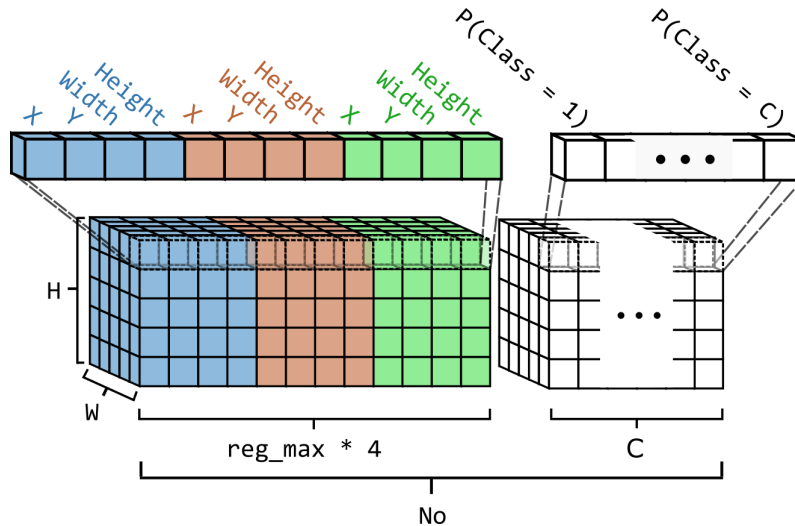 X
Y
Width
Height
X
Y
Width
Height
X
Y
Width
Height
P(Class = 1)
P(Class = C)
H
W
reg_max * 4
C
No